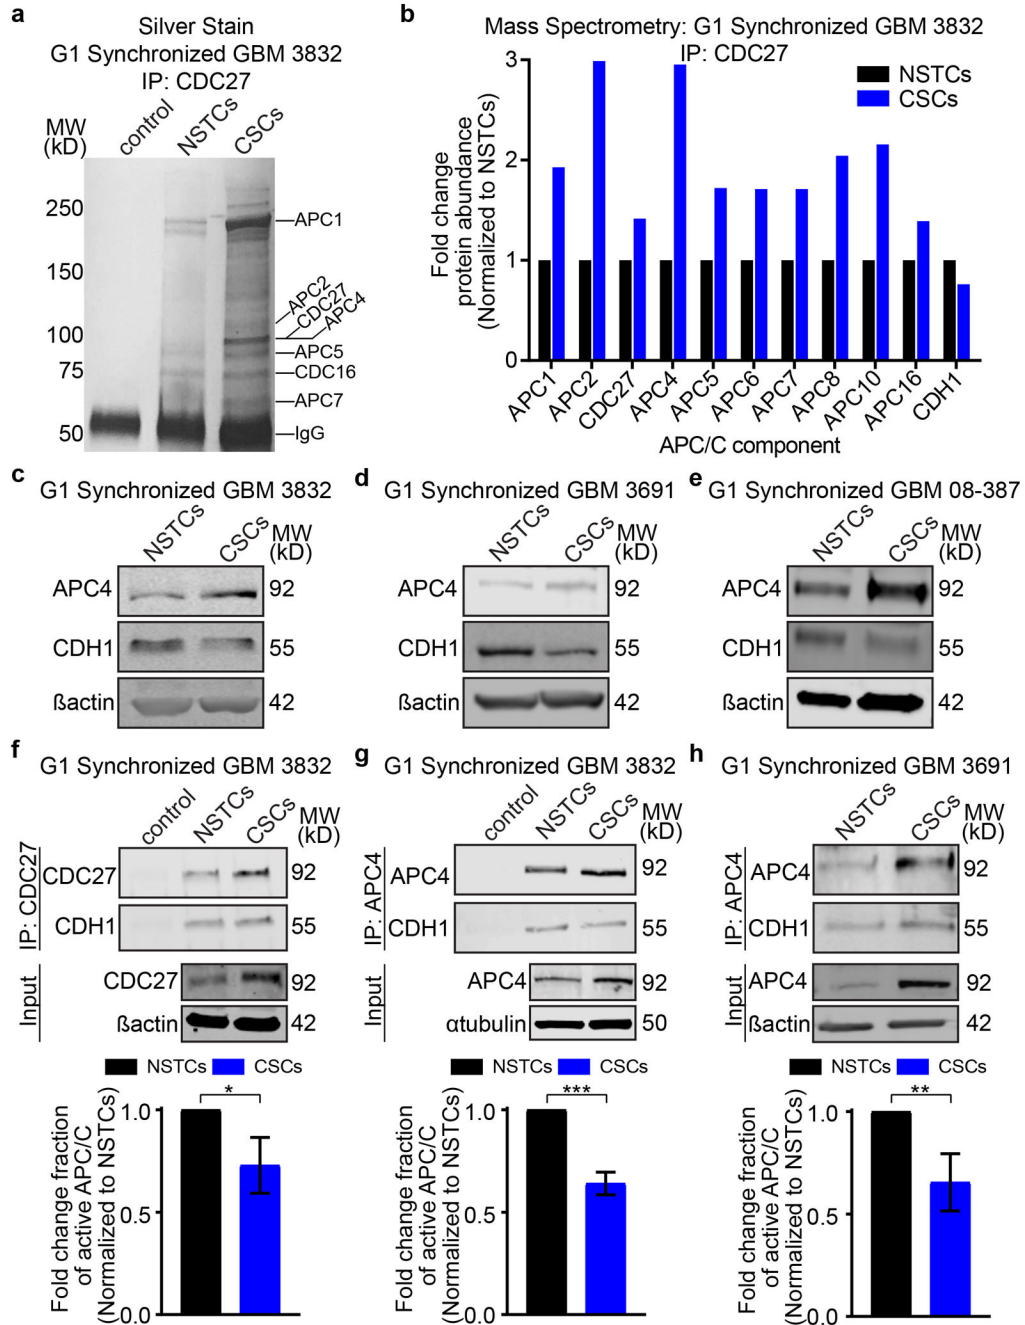 a
Silver Stain
G1 Synchronized GBM 3832
IP: CDC27
MW
(kD)
control
NSTCs
CSCs
250
150
100
75
50
APC1
APC2
CDC27
APC4
APC5
CDC16
APC7
IgG
b
Mass Spectrometry: G1 Synchronized GBM 3832
IP: CDC27
NSTCs
CSCs
Fold change
protein abundance
(Normalized to NSTCs)
3
2
1
0
APC1
APC2
CDC27
APC4
APC5
APC6
APC7
APC8
APC10
APC16
CDH1
APC/C component
c
G1 Synchronized GBM 3832
NSTCs
CSCs
MW
(kD)
APC4 92
CDH1 55
ßactin 42
d
G1 Synchronized GBM 3691
NSTCs
CSCs
MW
(kD)
APC4 92
CDH1 55
ßactin 42
e
G1 Synchronized GBM 08-387
NSTCs
CSCs
MW
(kD)
APC4 92
CDH1 55
ßactin 42
f
G1 Synchronized GBM 3832
control
NSTCs
CSCs
MW
(kD)
IP: CDC27
CDC27 92
CDH1 55
Input
CDC27 92
ßactin 42
NSTCs CSCs
*
Fold change fraction
of active APC/C
(Normalized to NSTCs)
1.0
0.5
0.0
g
G1 Synchronized GBM 3832
control
NSTCs
CSCs
MW
(kD)
IP: APC4
APC4 92
CDH1 55
Input
APC4 92
αtubulin 50
NSTCs CSCs
***
Fold change fraction
of active APC/C
(Normalized to NSTCs)
1.0
0.5
0.0
h
G1 Synchronized GBM 3691
NSTCs
CSCs
MW
(kD)
IP: APC4
APC4 92
CDH1 55
Input
APC4 92
ßactin 42
NSTCs CSCs
**
Fold change fraction
of active APC/C
(Normalized to NSTCs)
1.0
0.5
0.0